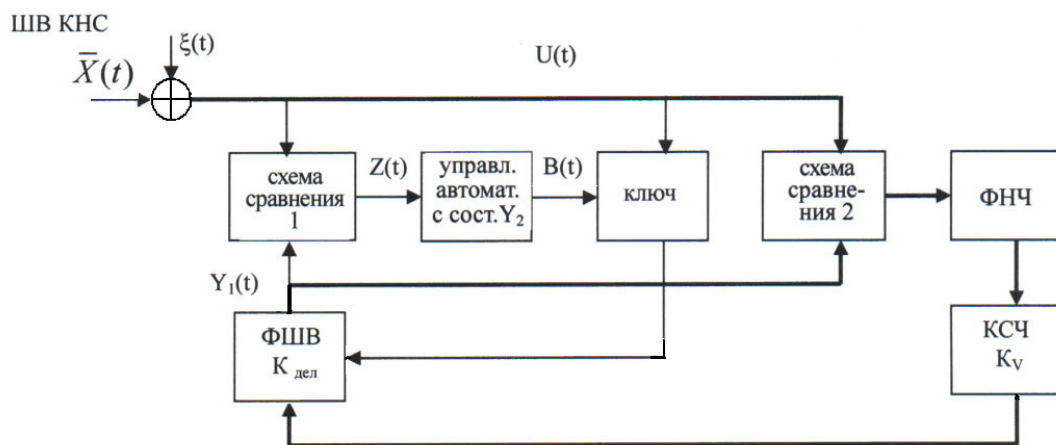 ШВ КНС
ξ(t)
X̅(t)
U(t)
схема
сравнения
1
Z(t)
управл.
автомат.
с сост.Y₂
B(t)
ключ
схема
сравне-
ния 2
ФНЧ
Y₁(t)
ФШВ
К дел
КСЧ
Kᵥ